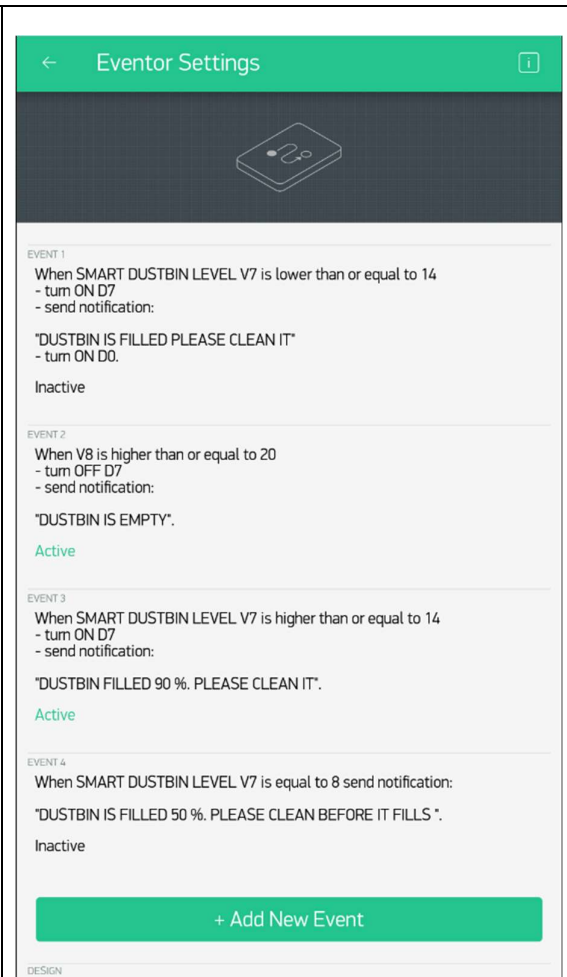 Eventor Settings
i
EVENT 1
When SMART DUSTBIN LEVEL V7 is lower than or equal to 14
- turn ON D7
- send notification:
"DUSTBIN IS FILLED PLEASE CLEAN IT"
- turn ON D0.
Inactive
EVENT 2
When V8 is higher than or equal to 20
- turn OFF D7
- send notification:
"DUSTBIN IS EMPTY".
Active
EVENT 3
When SMART DUSTBIN LEVEL V7 is higher than or equal to 14
- turn ON D7
- send notification:
"DUSTBIN FILLED 90 %. PLEASE CLEAN IT".
Active
EVENT 4
When SMART DUSTBIN LEVEL V7 is equal to 8 send notification:
"DUSTBIN IS FILLED 50 %. PLEASE CLEAN BEFORE IT FILLS ".
Inactive
+ Add New Event
DESIGN